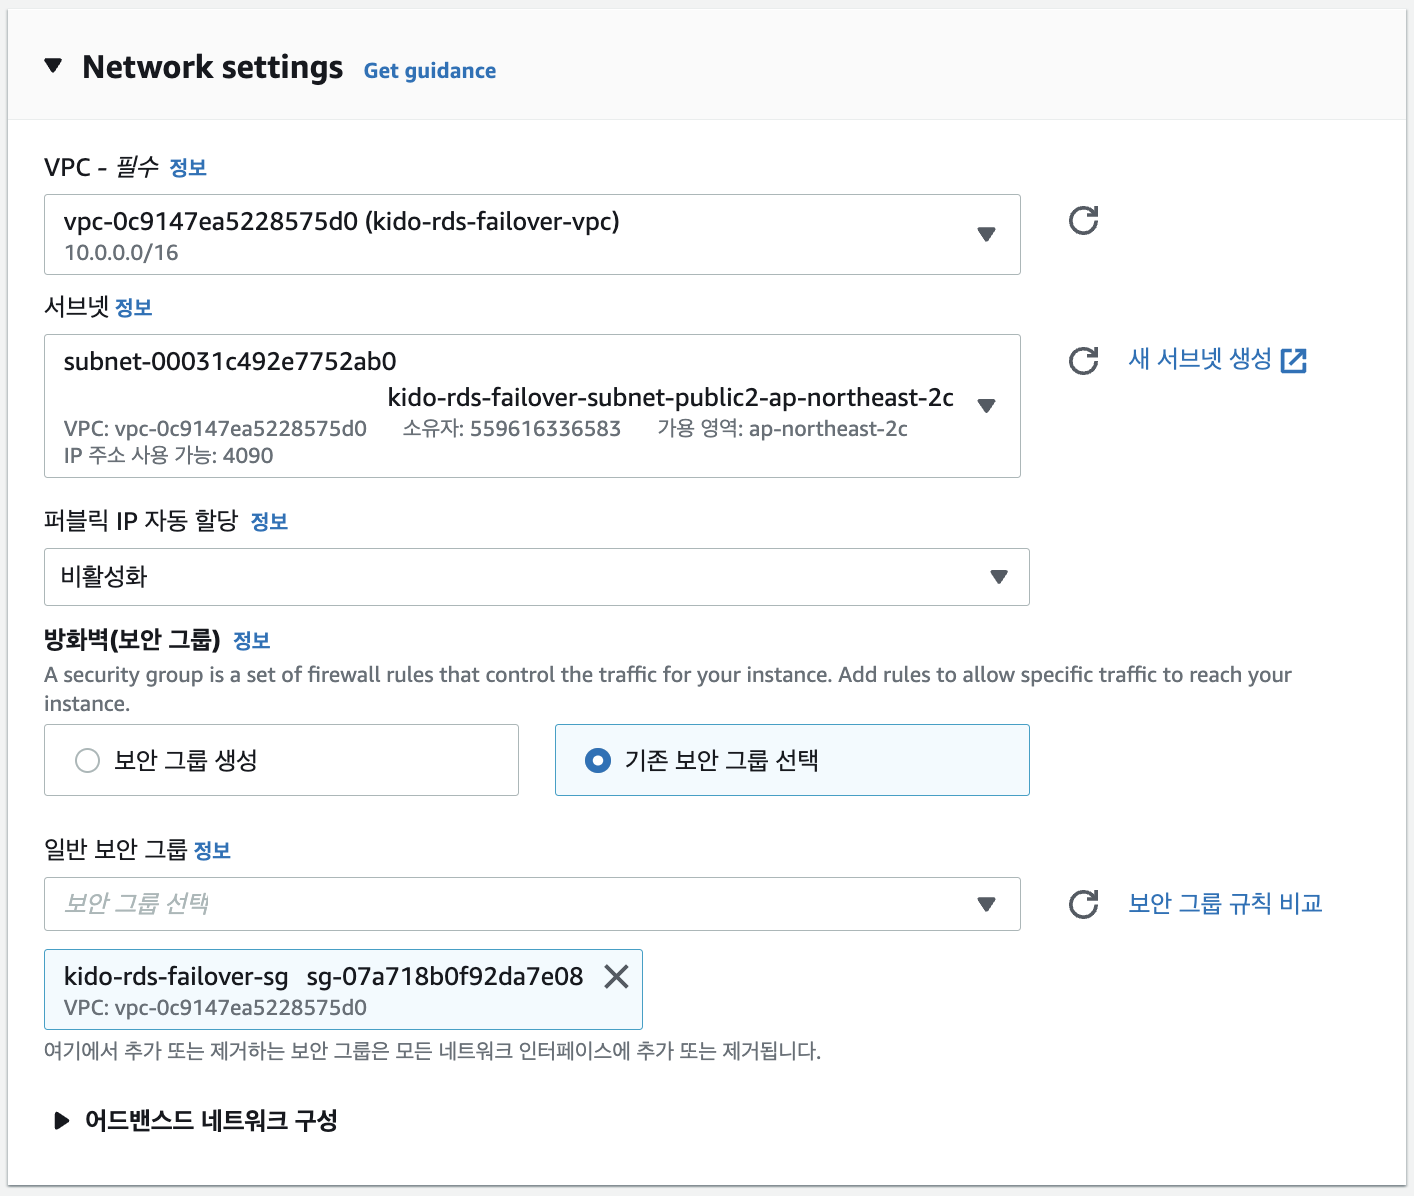 Network settings Get guidance
VPC - 필수 정보
vpc-0c9147ea5228575d0 (kido-rds-failover-vpc)
10.0.0.0/16
서브넷 정보
subnet-00031c492e7752ab0
kido-rds-failover-subnet-public2-ap-northeast-2c
VPC: vpc-0c9147ea5228575d0 소유자: 559616336583 가용 영역: ap-northeast-2c
IP 주소 사용 가능: 4090
새 서브넷 생성
퍼블릭 IP 자동 할당 정보
비활성화
방화벽(보안 그룹) 정보
A security group is a set of firewall rules that control the traffic for your instance. Add rules to allow specific traffic to reach your
instance.
보안 그룹 생성 기존 보안 그룹 선택
일반 보안 그룹 정보
보안 그룹 선택 보안 그룹 규칙 비교
kido-rds-failover-sg sg-07a718b0f92da7e08
VPC: vpc-0c9147ea5228575d0
여기에서 추가 또는 제거하는 보안 그룹은 모든 네트워크 인터페이스에 추가 또는 제거됩니다.
어드밴스드 네트워크 구성